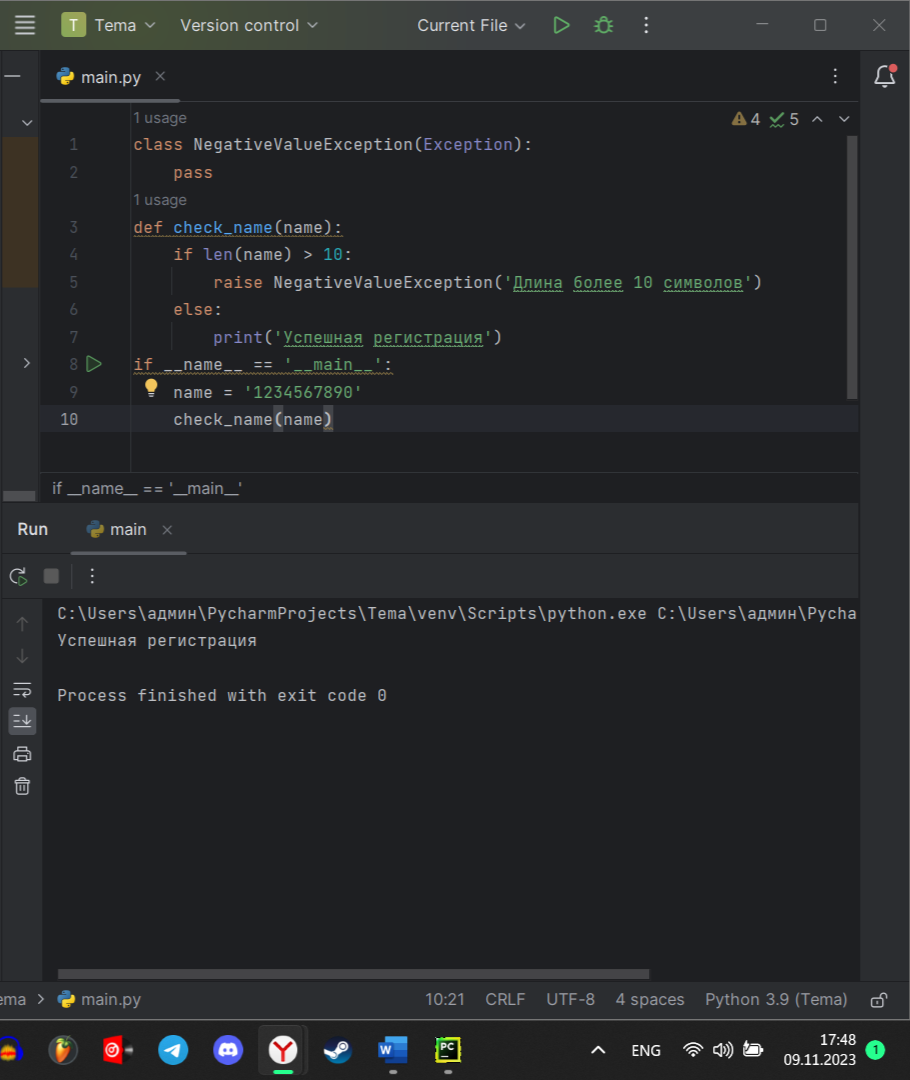 T Tema Version control Current File
main.py
1 usage
4 5
1 class NegativeValueException(Exception):
2 pass
1 usage
3 def check_name(name):
4 if len(name) > 10:
5 raise NegativeValueException('Длина более 10 символов')
6 else:
7 print('Успешная регистрация')
8 if __name__ == '__main__':
9 name = '1234567890'
10 check_name(name)
if __name__ == '__main__'
Run main
C:\Users\админ\PycharmProjects\Tema\venv\Scripts\python.exe C:\Users\админ\Pycha
Успешная регистрация
Process finished with exit code 0
ema > main.py 10:21 CRLF UTF-8 4 spaces Python 3.9 (Tema)
W PC ENG 17:48 1
09.11.2023